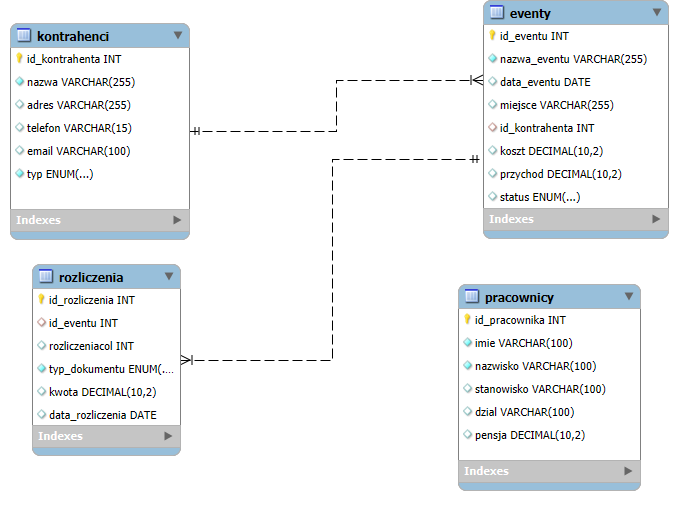 kontrahenci
id_kontrahenta INT
nazwa VARCHAR(255)
adres VARCHAR(255)
telefon VARCHAR(15)
email VARCHAR(100)
typ ENUM(...)
Indexes
eventy
id_eventu INT
nazwa_eventu VARCHAR(255)
data_eventu DATE
miejsce VARCHAR(255)
id_kontrahenta INT
koszt DECIMAL(10,2)
przychod DECIMAL(10,2)
status ENUM(...)
Indexes
rozliczenia
id_rozliczenia INT
id_eventu INT
rozliczeniacol INT
typ_dokumentu ENUM(....
kwota DECIMAL(10,2)
data_rozliczenia DATE
Indexes
pracownicy
id_pracownika INT
imie VARCHAR(100)
nazwisko VARCHAR(100)
stanowisko VARCHAR(100)
dzial VARCHAR(100)
pensja DECIMAL(10,2)
Indexes